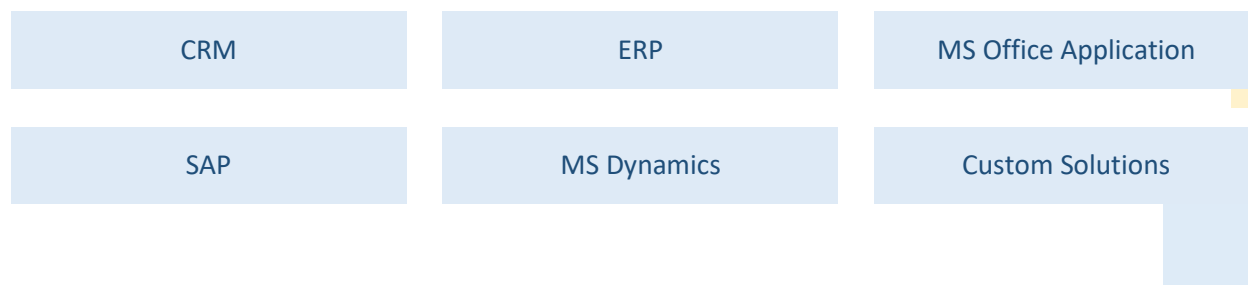 CRM
ERP
MS Office Application
SAP
MS Dynamics
Custom Solutions